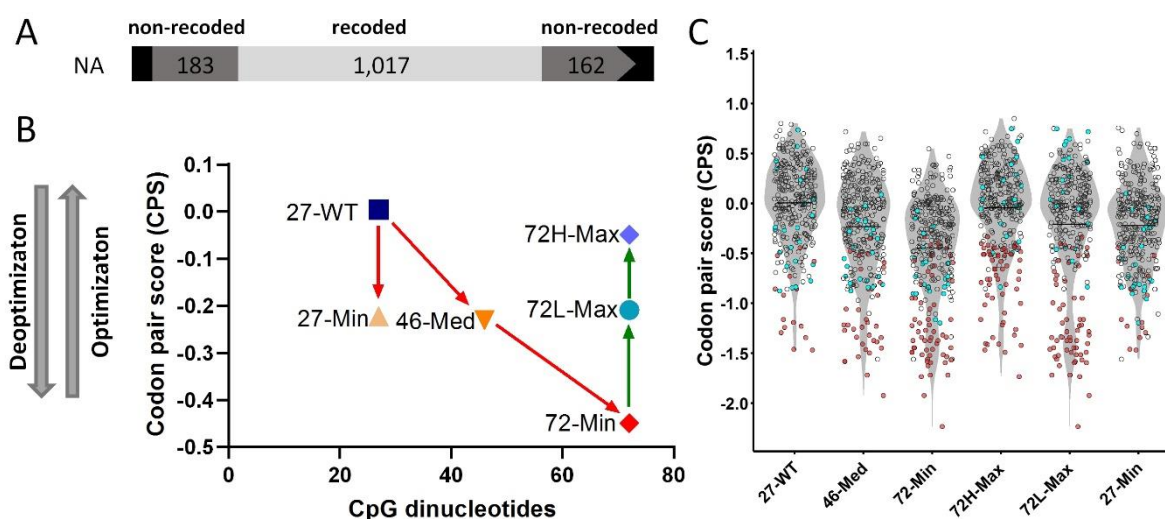 A
non-recoded recoded non-recoded
NA 183 1,017 162
B
Deoptimizaton
Optimizaton
Codon pair score (CPS)
0.1
0.0
-0.1
-0.2
-0.3
-0.4
-0.5
27-WT
72H-Max
27-Min 46-Med 72L-Max
72-Min
0 20 40 60 80
CpG dinucleotides
C
Codon pair score (CPS)
1.5
1.0
0.5
0.0
-0.5
-1.0
-1.5
-2.0
27-WT 46-Med 72-Min 72H-Max 72L-Max 27-Min